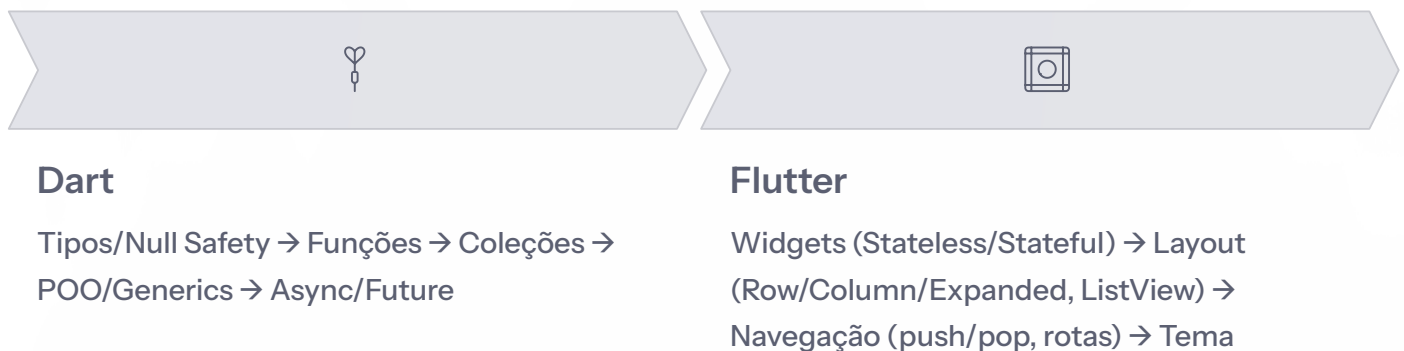 Dart
Tipos/Null Safety → Funções → Coleções →
POO/Generics → Async/Future
Flutter
Widgets (Stateless/Stateful) → Layout
(Row/Column/Expanded, ListView) →
Navegação (push/pop, rotas) → Tema